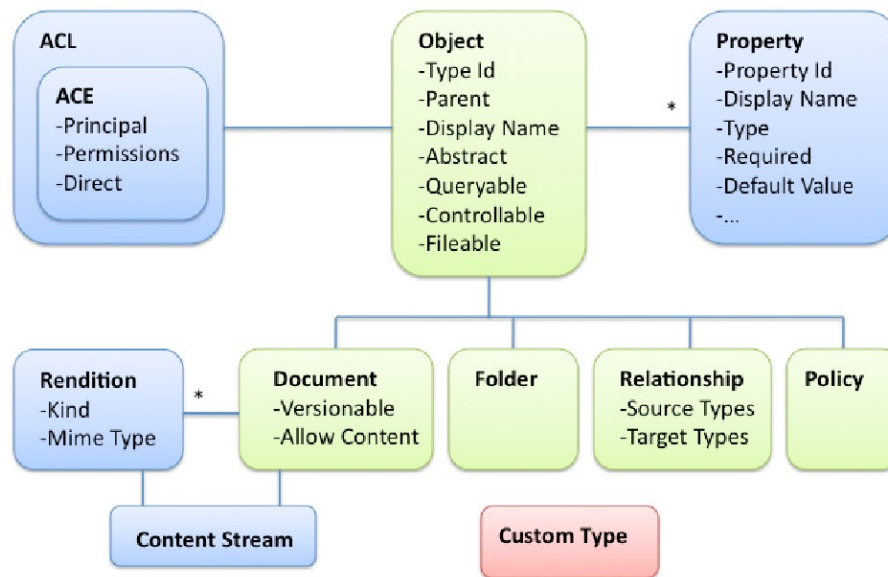 ACL
ACE
-Principal
-Permissions
-Direct
Object
-Type Id
-Parent
-Display Name
-Abstract
-Queryable
-Controllable
-Fileable
*
Property
-Property Id
-Display Name
-Type
-Required
-Default Value
-...
Rendition
-Kind
-Mime Type
*
Document
-Versionable
-Allow Content
Folder
Relationship
-Source Types
-Target Types
Policy
Content Stream
Custom Type